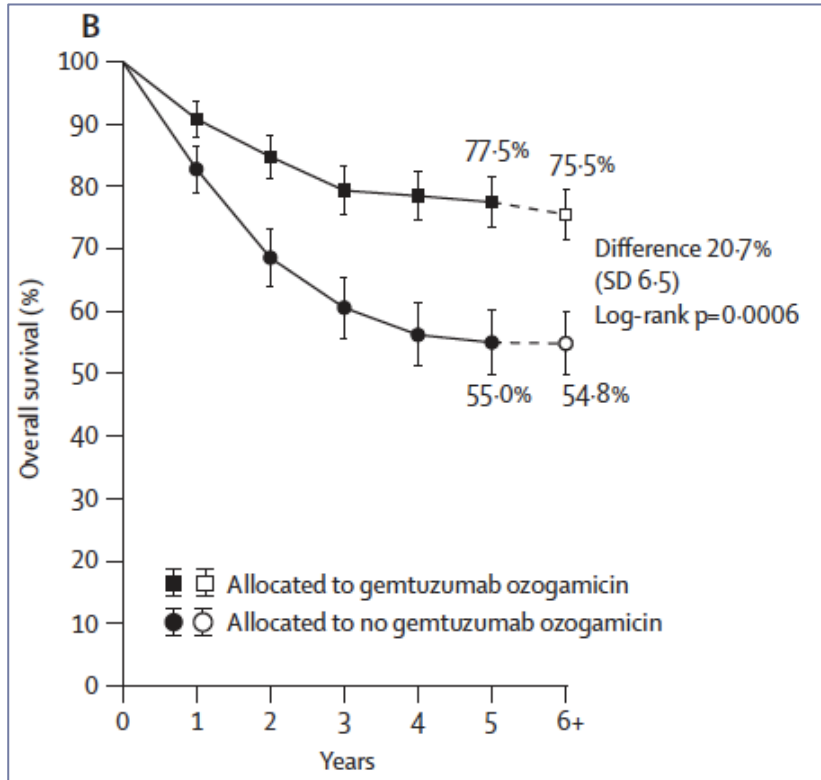 B
100
90
80
70
60
50
40
30
20
10
0
Overall survival (%)
77·5%
75·5%
Difference 20·7%
(SD 6·5)
Log-rank p=0·0006
55·0%
54·8%
Allocated to gemtuzumab ozogamicin
Allocated to no gemtuzumab ozogamicin
0 1 2 3 4 5 6+
Years